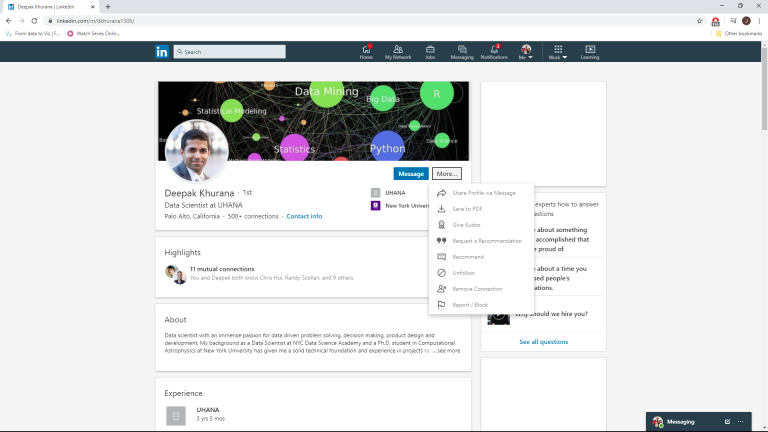 Deepak Khurana | LinkedIn
linkedin.com/in/dkhurana1306/
From data to Viz | F...
Watch Series Online...
Other bookmarks
in
Search
Home
My Network
Jobs
Messaging
Notifications
Me
Work
Learning
Data Mining
Big Data
R
Statistical Modeling
Statistics
Python
Data Science
Message
More...
Deepak Khurana · 1st
Data Scientist at UHANA
Palo Alto, California · 500+ connections · Contact info
UHANA
New York Univers
Share Profile via Message
Save to PDF
Give Kudos
Request a Recommendation
Recommend
Unfollow
Remove Connection
Report / Block
experts how to answer
estions
about something
accomplished that
e proud of.
about a time you
sed people's
ations.
Why should we hire you?
See all questions
Highlights
11 mutual connections
You and Deepak both know Chris Hui, Randy Scollan, and 9 others
About
Data scientist with an immense passion for data driven problem solving, decision making, product design and
development. My background as a Data Scientist at NYC Data Science Academy and a Ph.D. student in Computational
Astrophysics at New York University has given me a solid technical foundation and experience in projects ... see more
Experience
UHANA
3 yrs 5 mos
Messaging